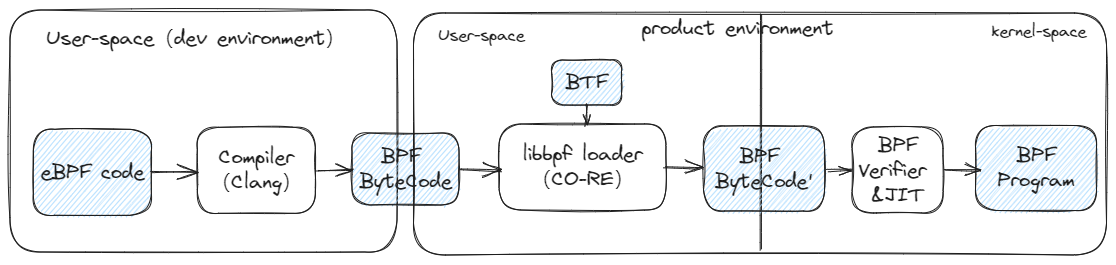 User-space (dev environment)
User-space
product environment
kernel-space
BTF
eBPF code
Compiler
(Clang)
BPF
ByteCode
libbpf loader
(CO-RE)
BPF
ByteCode'
BPF
Verifier
&JIT
BPF
Program